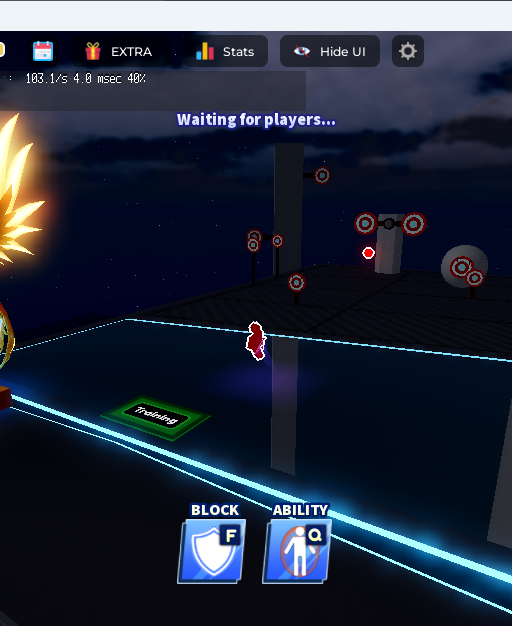 EXTRA
Stats
Hide UI
: 103.1/s 4.0 msec 40%
Waiting for players...
Training
BLOCK
ABILITY
F
Q